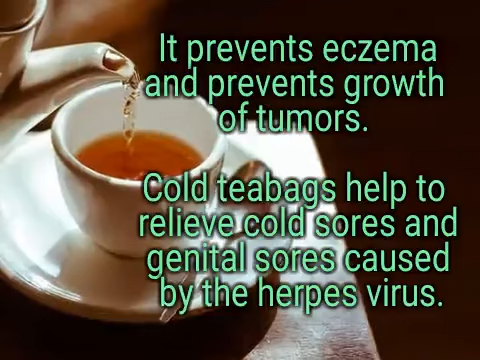 It prevents eczema
and prevents growth
of tumors.
Cold teabags help to
relieve cold sores and
genital sores caused
by the herpes virus.